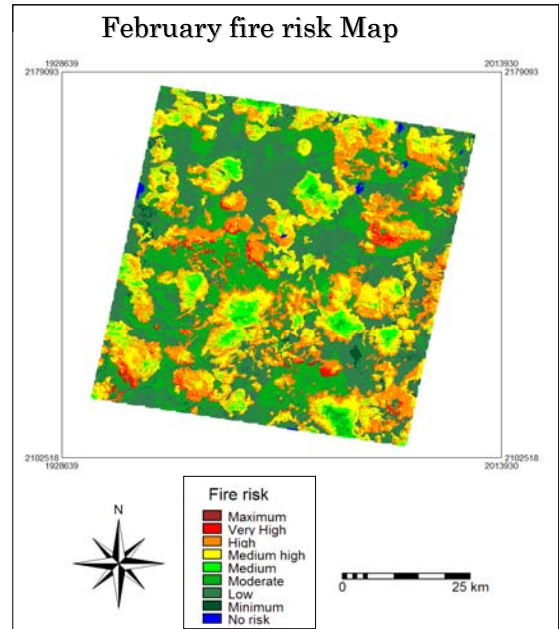 February fire risk Map
1928639 2013930
2179093 2179093
2102518 2102518
1928639 2013930
N
Fire risk
Maximum
Very High
High
Medium high
Medium
Moderate
Low
Minimum
No risk
0 25 km